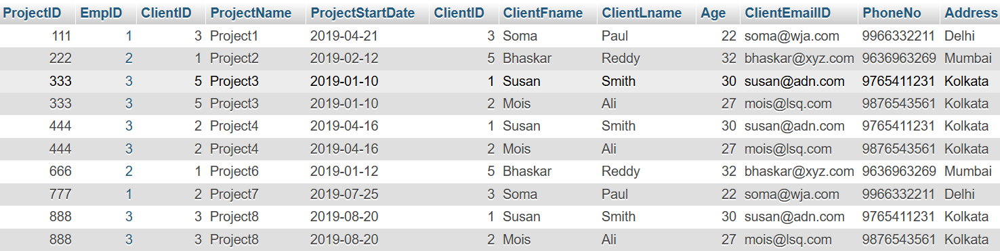 ProjectID EmpID ClientID ProjectName ProjectStartDate ClientID ClientFname ClientLname Age ClientEmailID PhoneNo Address
111 1 3 Project1 2019-04-21 3 Soma Paul 22 soma@wja.com 9966332211 Delhi
222 2 1 Project2 2019-02-12 5 Bhaskar Reddy 32 bhaskar@xyz.com 9636963269 Mumbai
333 3 5 Project3 2019-01-10 1 Susan Smith 30 susan@adn.com 9765411231 Kolkata
333 3 5 Project3 2019-01-10 2 Mois Ali 27 mois@lsq.com 9876543561 Kolkata
444 3 2 Project4 2019-04-16 1 Susan Smith 30 susan@adn.com 9765411231 Kolkata
444 3 2 Project4 2019-04-16 2 Mois Ali 27 mois@lsq.com 9876543561 Kolkata
666 2 1 Project6 2019-01-12 5 Bhaskar Reddy 32 bhaskar@xyz.com 9636963269 Mumbai
777 1 2 Project7 2019-07-25 3 Soma Paul 22 soma@wja.com 9966332211 Delhi
888 3 3 Project8 2019-08-20 1 Susan Smith 30 susan@adn.com 9765411231 Kolkata
888 3 3 Project8 2019-08-20 2 Mois Ali 27 mois@lsq.com 9876543561 Kolkata